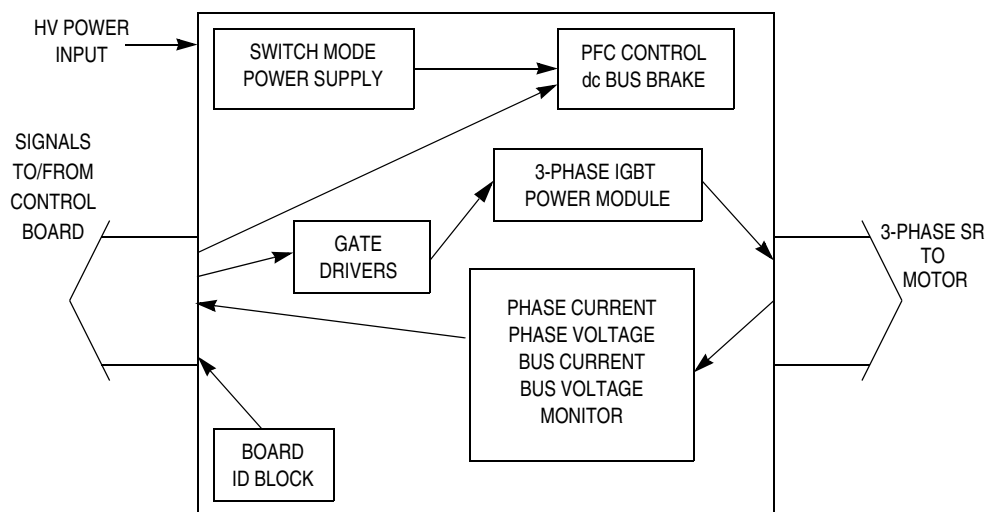 HV POWER
INPUT
SWITCH MODE
POWER SUPPLY
PFC CONTROL
dc BUS BRAKE
SIGNALS
TO/FROM
CONTROL
BOARD
3-PHASE IGBT
POWER MODULE
GATE
DRIVERS
3-PHASE SR
TO
MOTOR
PHASE CURRENT
PHASE VOLTAGE
BUS CURRENT
BUS VOLTAGE
MONITOR
BOARD
ID BLOCK